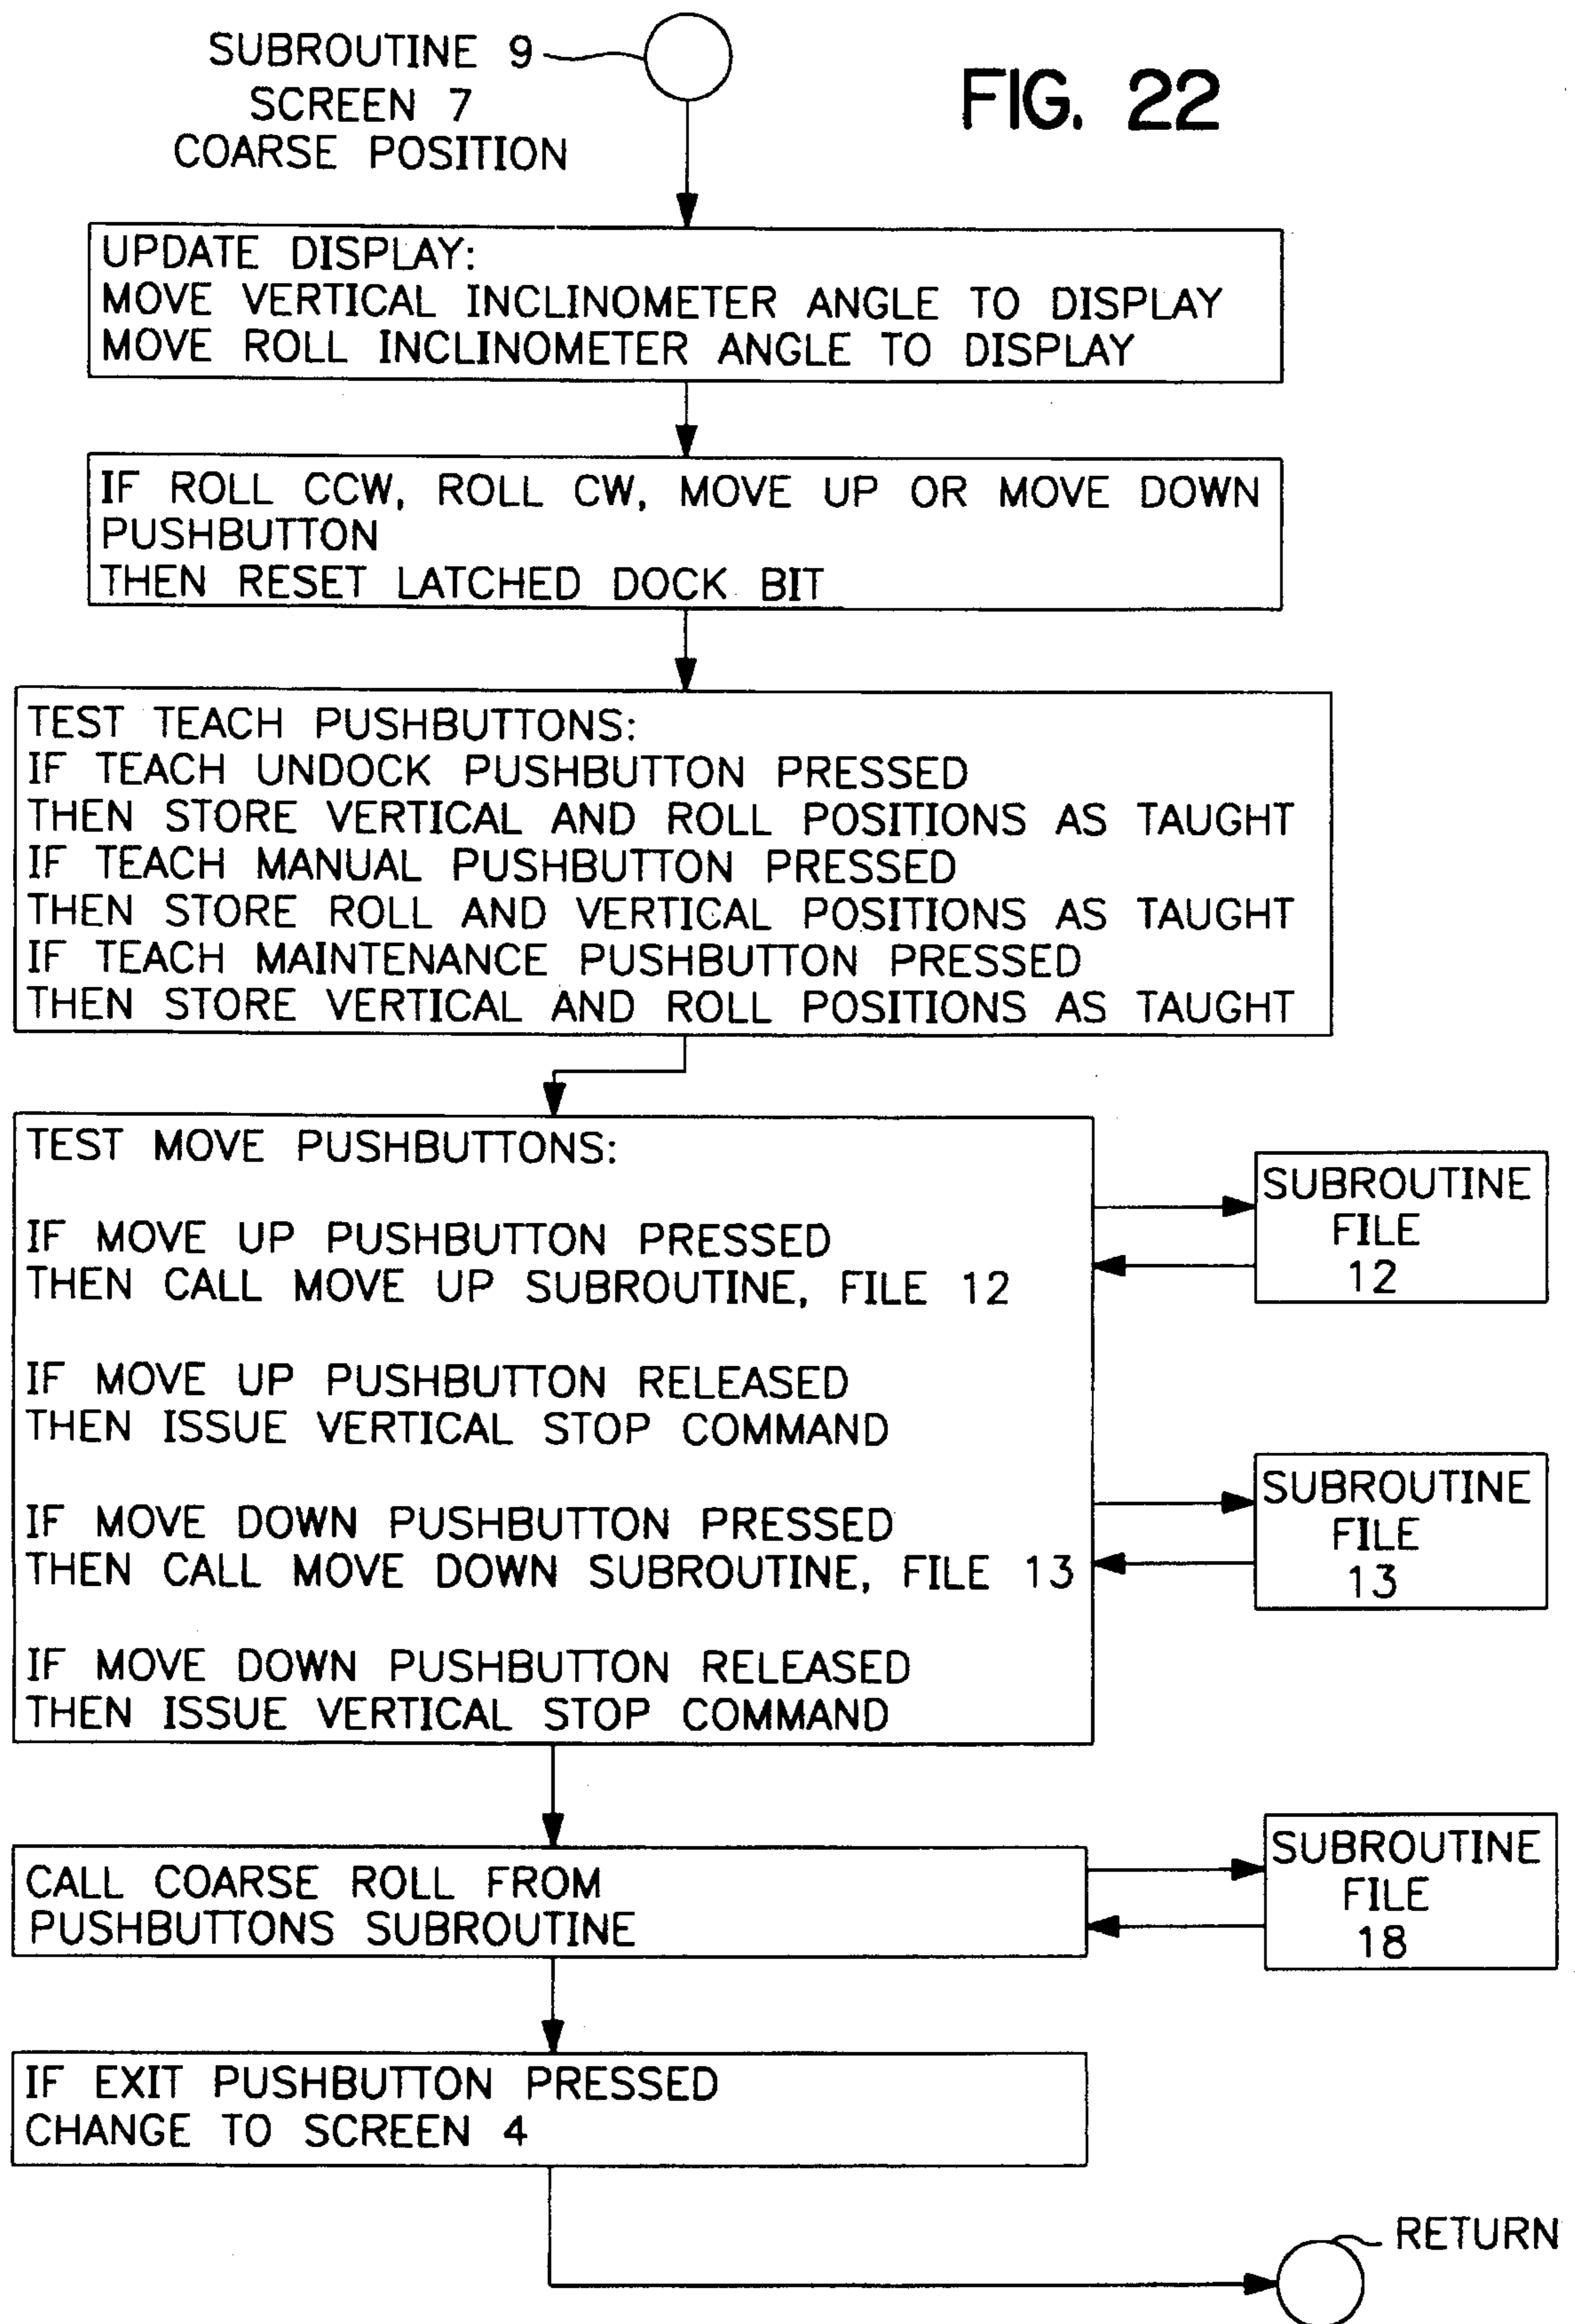 SUBROUTINE 9
SCREEN 7
COARSE POSITION
FIG. 22
UPDATE DISPLAY:
MOVE VERTICAL INCLINOMETER ANGLE TO DISPLAY
MOVE ROLL INCLINOMETER ANGLE TO DISPLAY
IF ROLL CCW, ROLL CW, MOVE UP OR MOVE DOWN
PUSHBUTTON
THEN RESET LATCHED DOCK BIT
TEST TEACH PUSHBUTTONS:
IF TEACH UNDOCK PUSHBUTTON PRESSED
THEN STORE VERTICAL AND ROLL POSITIONS AS TAUGHT
IF TEACH MANUAL PUSHBUTTON PRESSED
THEN STORE ROLL AND VERTICAL POSITIONS AS TAUGHT
IF TEACH MAINTENANCE PUSHBUTTON PRESSED
THEN STORE VERTICAL AND ROLL POSITIONS AS TAUGHT
TEST MOVE PUSHBUTTONS:
IF MOVE UP PUSHBUTTON PRESSED
THEN CALL MOVE UP SUBROUTINE, FILE 12
SUBROUTINE
FILE
12
IF MOVE UP PUSHBUTTON RELEASED
THEN ISSUE VERTICAL STOP COMMAND
IF MOVE DOWN PUSHBUTTON PRESSED
THEN CALL MOVE DOWN SUBROUTINE, FILE 13
SUBROUTINE
FILE
13
IF MOVE DOWN PUSHBUTTON RELEASED
THEN ISSUE VERTICAL STOP COMMAND
CALL COARSE ROLL FROM
PUSHBUTTONS SUBROUTINE
SUBROUTINE
FILE
18
IF EXIT PUSHBUTTON PRESSED
CHANGE TO SCREEN 4
RETURN